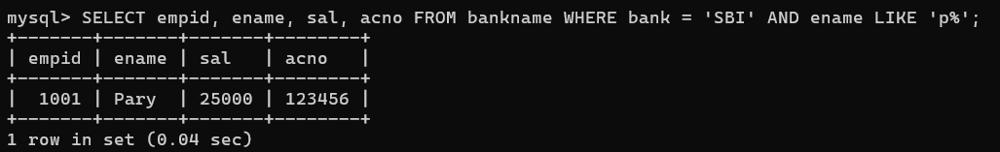 mysql> SELECT empid, ename, sal, acno FROM bankname WHERE bank = 'SBI' AND ename LIKE 'p%';
+-------+-------+-------+--------+
| empid | ename | sal   | acno   |
+-------+-------+-------+--------+
|  1001 | Pary  | 25000 | 123456 |
+-------+-------+-------+--------+
1 row in set (0.04 sec)